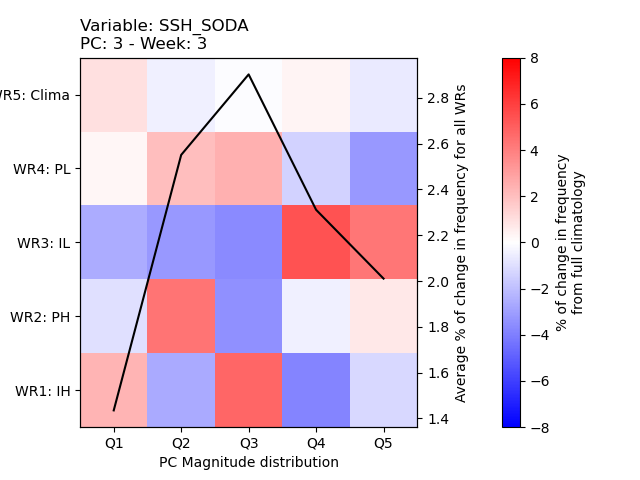 Variable: SSH_SODA
PC: 3 - Week: 3
WR5: Clima
WR4: PL
WR3: IL
WR2: PH
WR1: IH
Q1 Q2 Q3 Q4 Q5
PC Magnitude distribution
2.8
2.6
2.4
2.2
2.0
1.8
1.6
1.4
Average % of change in frequency for all WRs
8
6
4
2
0
−2
−4
−6
−8
% of change in frequency
from full climatology